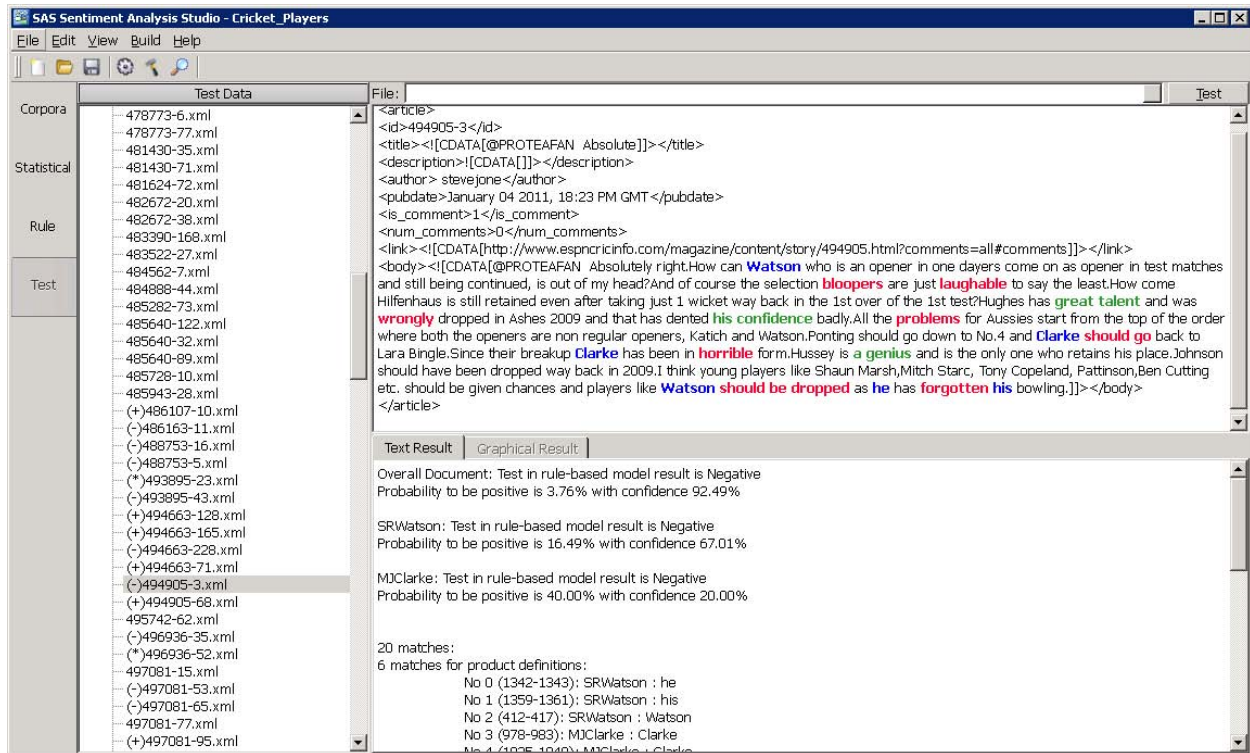 SAS Sentiment Analysis Studio - Cricket_Players
File Edit View Build Help
Corpora
Statistical
Rule
Test
Test Data
478773-6.xml
478773-77.xml
481430-35.xml
481430-71.xml
481624-72.xml
482672-20.xml
482672-38.xml
483390-168.xml
483522-27.xml
484562-7.xml
484888-44.xml
485282-73.xml
485640-122.xml
485640-32.xml
485640-89.xml
485728-10.xml
485943-28.xml
(+)486107-10.xml
(-)486163-11.xml
(-)488753-16.xml
(-)488753-5.xml
(*)493895-23.xml
(-)493895-43.xml
(+)494663-128.xml
(+)494663-165.xml
(-)494663-228.xml
(+)494663-71.xml
(-)494905-3.xml
(+)494905-68.xml
495742-62.xml
(-)496936-35.xml
(*)496936-52.xml
497081-15.xml
(-)497081-53.xml
(-)497081-65.xml
497081-77.xml
(+)497081-95.xml
File:
Test
<article>
<id>494905-3</id>
<title><![CDATA[@PROTEAFAN Absolute]]></title>
<description>![CDATA[]]></description>
<author> stevejone</author>
<pubdate>January 04 2011, 18:23 PM GMT</pubdate>
<is_comment>1</is_comment>
<num_comments>0</num_comments>
<link><![CDATA[http://www.espncricinfo.com/magazine/content/story/494905.html?comments=all#comments]]></link>
<body><![CDATA[@PROTEAFAN Absolutely right.How can Watson who is an opener in one dayers come on as opener in test matches
and still being continued, is out of my head?And of course the selection bloopers are just laughable to say the least.How come
Hilfenhaus is still retained even after taking just 1 wicket way back in the 1st over of the 1st test?Hughes has great talent and was
wrongly dropped in Ashes 2009 and that has dented his confidence badly.All the problems for Aussies start from the top of the order
where both the openers are non regular openers, Katich and Watson.Ponting should go down to No.4 and Clarke should go back to
Lara Bingle.Since their breakup Clarke has been in horrible form.Hussey is a genius and is the only one who retains his place.Johnson
should have been dropped way back in 2009.I think young players like Shaun Marsh,Mitch Starc, Tony Copeland, Pattinson,Ben Cutting
etc. should be given chances and players like Watson should be dropped as he has forgotten his bowling.]]></body>
</article>
Text Result Graphical Result
Overall Document: Test in rule-based model result is Negative
Probability to be positive is 3.76% with confidence 92.49%
SRWatson: Test in rule-based model result is Negative
Probability to be positive is 16.49% with confidence 67.01%
MJClarke: Test in rule-based model result is Negative
Probability to be positive is 40.00% with confidence 20.00%
20 matches:
6 matches for product definitions:
No 0 (1342-1343): SRWatson : he
No 1 (1359-1361): SRWatson : his
No 2 (412-417): SRWatson : Watson
No 3 (978-983): MJClarke : Clarke